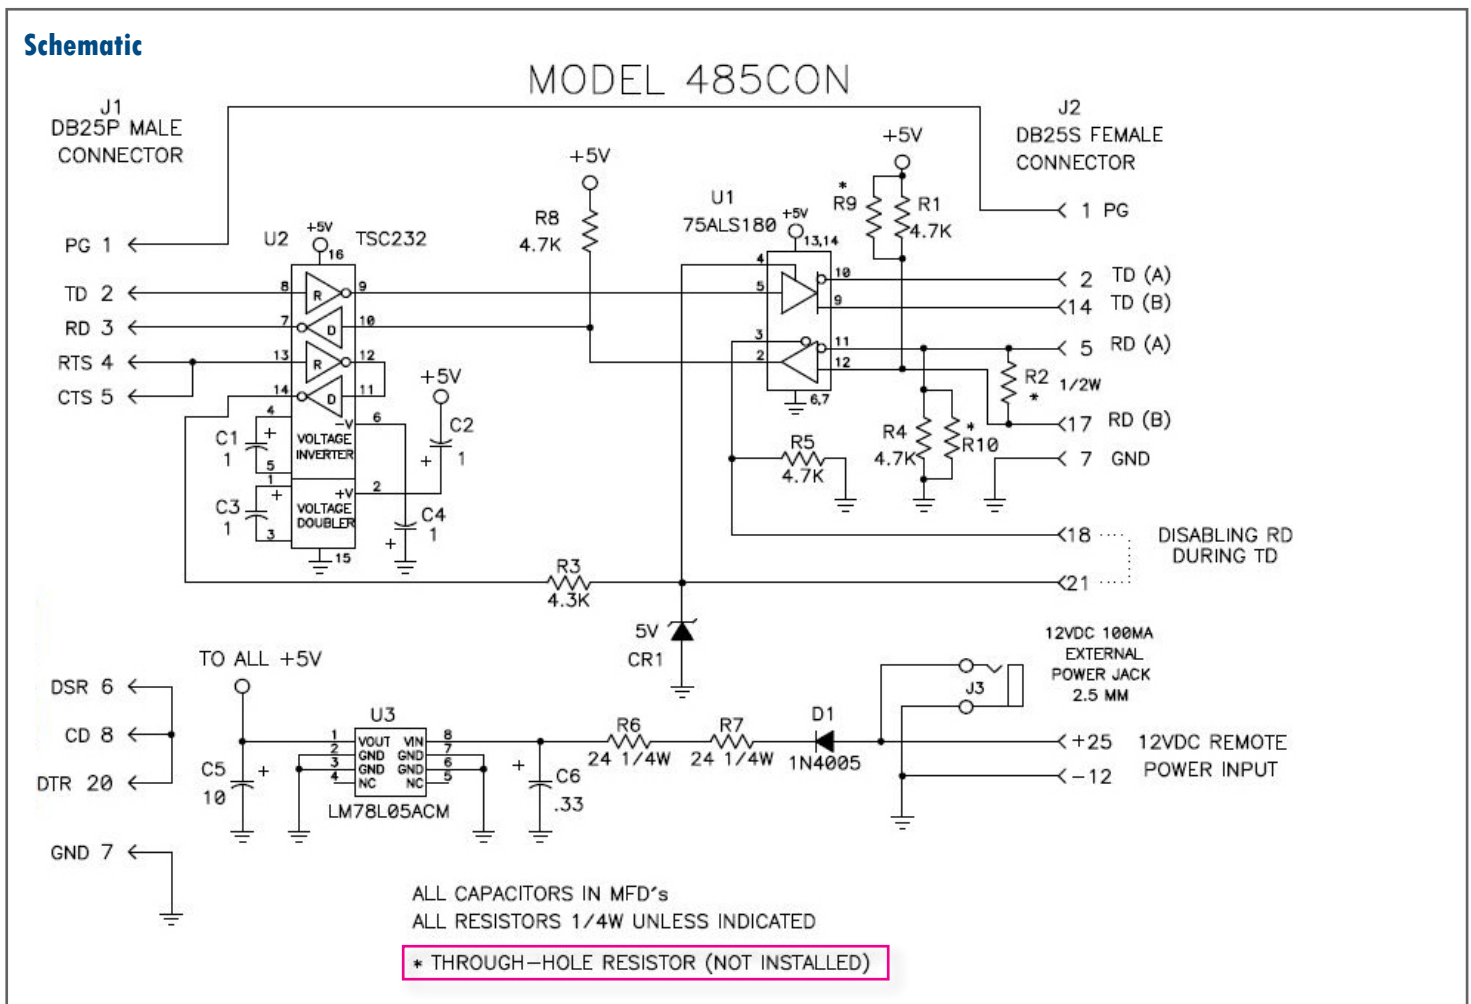 Schematic
MODEL 485CON
J1
DB25P MALE
CONNECTOR
J2
DB25S FEMALE
CONNECTOR
PG 1
TD 2
RD 3
RTS 4
CTS 5
U2
+5V
TSC232
16
8
R
9
7
D
10
13
R
12
14
D
11
4
-V
6
VOLTAGE
INVERTER
5
1
+V
2
VOLTAGE
DOUBLER
3
15
C1
+
1
C3
+
1
+5V
C2
+
1
C4
+
1
+5V
R8
4.7K
U1
75ALS180
+5V
13,14
4
5
10
9
3
2
11
12
6,7
+5V
*
R9
R1
4.7K
1 PG
2 TD (A)
14 TD (B)
5 RD (A)
R2 1/2W
*
17 RD (B)
7 GND
R4
4.7K
*
R10
R5
4.7K
18
21
DISABLING RD
DURING TD
R3
4.3K
5V
CR1
12VDC 100MA
EXTERNAL
POWER JACK
2.5 MM
J3
TO ALL +5V
DSR 6
CD 8
DTR 20
GND 7
U3
1 VOUT VIN 8
2 GND GND 7
3 GND GND 6
4 NC NC 5
LM78L05ACM
C5
+
10
+
C6
.33
R6
24 1/4W
R7
24 1/4W
D1
1N4005
+25
-12
12VDC REMOTE
POWER INPUT
ALL CAPACITORS IN MFD's
ALL RESISTORS 1/4W UNLESS INDICATED
* THROUGH-HOLE RESISTOR (NOT INSTALLED)